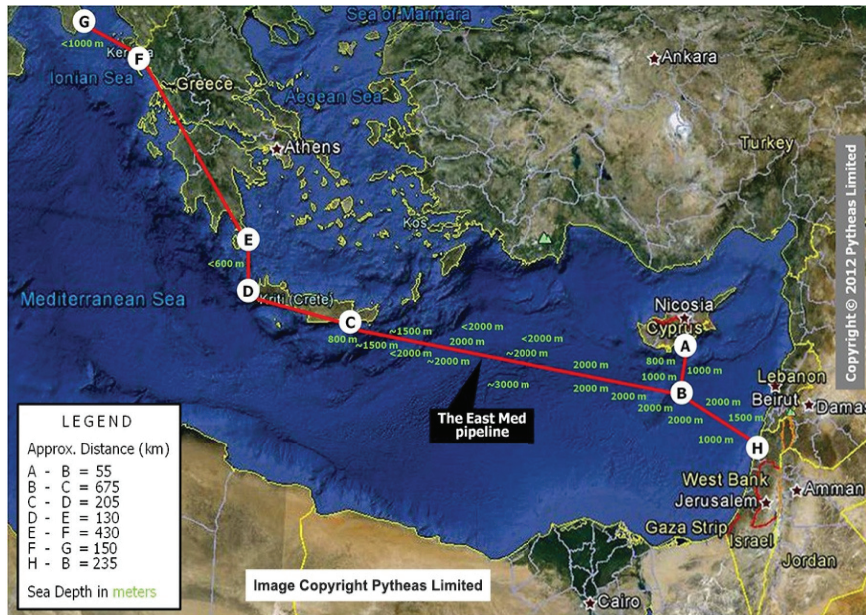 Sea of Marmara
G
<1000 m
Kerkyra
F
Ionian Sea
Greece
Aegean Sea
Ankara
Athens
Turkey
Kos
E
<600 m
D
Kriti (Crete)
Mediterranean Sea
C
800 m
~1500 m
~1500 m
<2000 m
2000 m
<2000 m
<2000 m
~2000 m
~2000 m
~3000 m
2000 m
2000 m
2000 m
Nicosia
Cyprus
A
800 m
1000 m
1000 m
B
2000 m
2000 m
2000 m
1500 m
1000 m
H
Lebanon
Beirut
Damas
The East Med
pipeline
West Bank
Jerusalem
Amman
Gaza Strip
Israel
Jordan
Cairo
LEGEND
Approx. Distance (km)
A - B = 55
B - C = 675
C - D = 205
D - E = 130
E - F = 430
F - G = 150
H - B = 235
Sea Depth in meters
Image Copyright Pytheas Limited
Copyright © 2012 Pytheas Limited